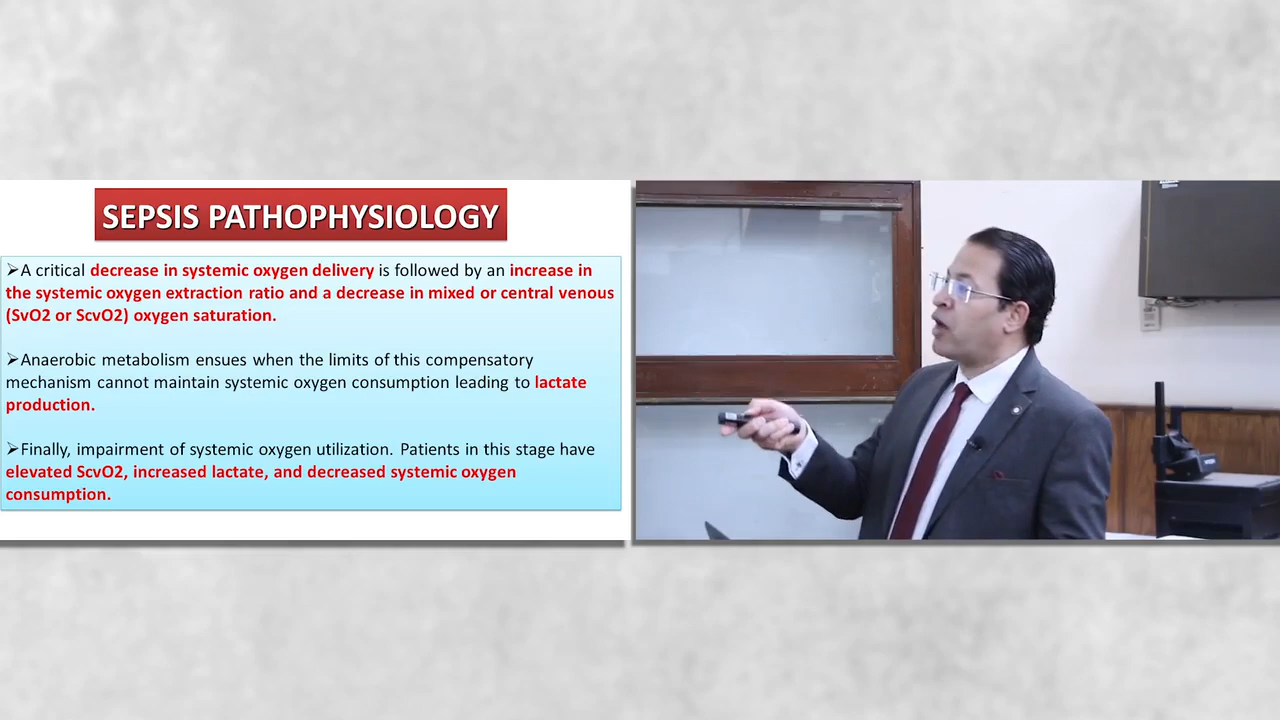 SEPSIS PATHOPHYSIOLOGY
➢A critical decrease in systemic oxygen delivery is followed by an increase in
the systemic oxygen extraction ratio and a decrease in mixed or central venous
(SvO2 or ScvO2) oxygen saturation.
➢Anaerobic metabolism ensues when the limits of this compensatory
mechanism cannot maintain systemic oxygen consumption leading to lactate
production.
➢Finally, impairment of systemic oxygen utilization. Patients in this stage have
elevated ScvO2, increased lactate, and decreased systemic oxygen
consumption.